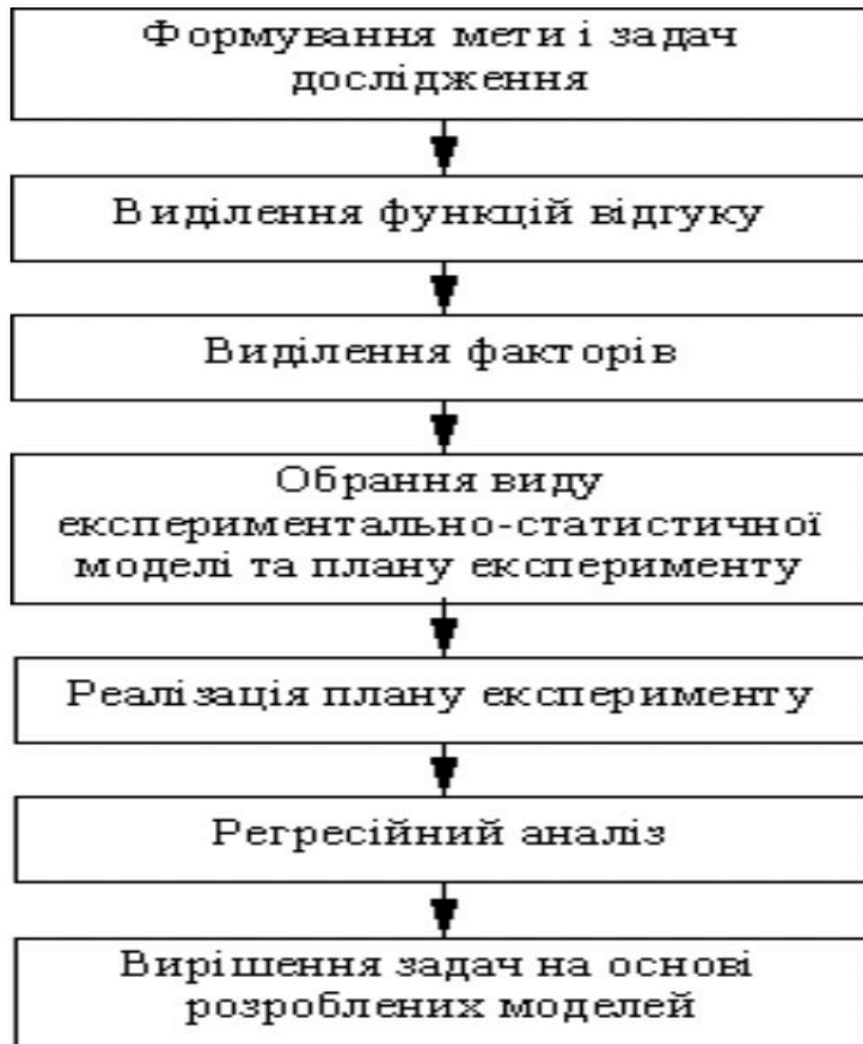 Формування мети і задач
дослідження
Виділення функцій відгуку
Виділення факторів
Обрання виду
експериментально-статистичної
моделі та плану експерименту
Реалізація плану експерименту
Регресійний аналіз
Вирішення задач на основі
розроблених моделей